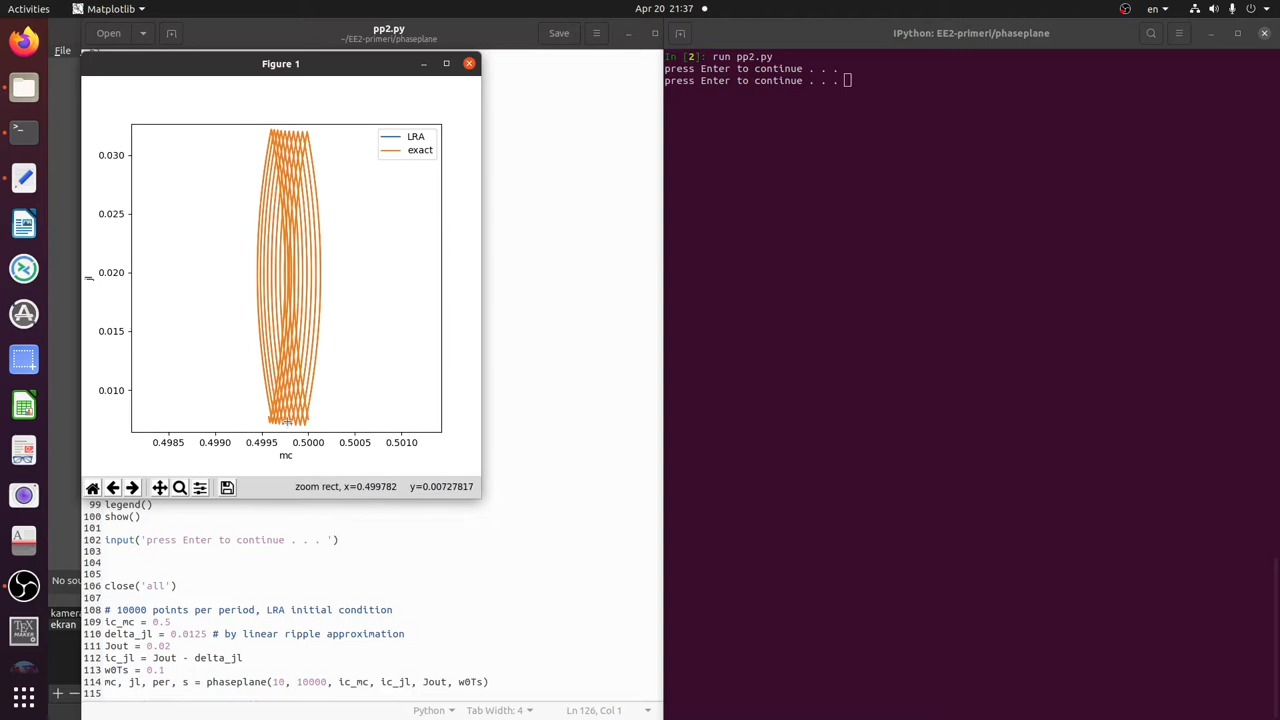 Activities
Matplotlib
Apr 20 21:37
en
File
Open
pp2.py
~/EE2-primeri/phaseplane
Save
IPython: EE2-primeri/phaseplane
Figure 1
In [2]: run pp2.py
press Enter to continue . . .
press Enter to continue . . .
LRA
exact
0.030
0.025
0.020
0.015
0.010
jl
0.4985 0.4990 0.4995 0.5000 0.5005 0.5010
mc
zoom rect, x=0.499782 y=0.00727817
99 legend()
100 show()
101
102 input('press Enter to continue . . . ')
103
104
105
106 close('all')
107
108 # 10000 points per period, LRA initial condition
109 ic_mc = 0.5
110 delta_jl = 0.0125 # by linear ripple approximation
111 Jout = 0.02
112 ic_jl = Jout - delta_jl
113 w0Ts = 0.1
114 mc, jl, per, s = phaseplane(10, 10000, ic_mc, ic_jl, Jout, w0Ts)
115
No sou
kamera
ekran
Python
Tab Width: 4
Ln 126, Col 1